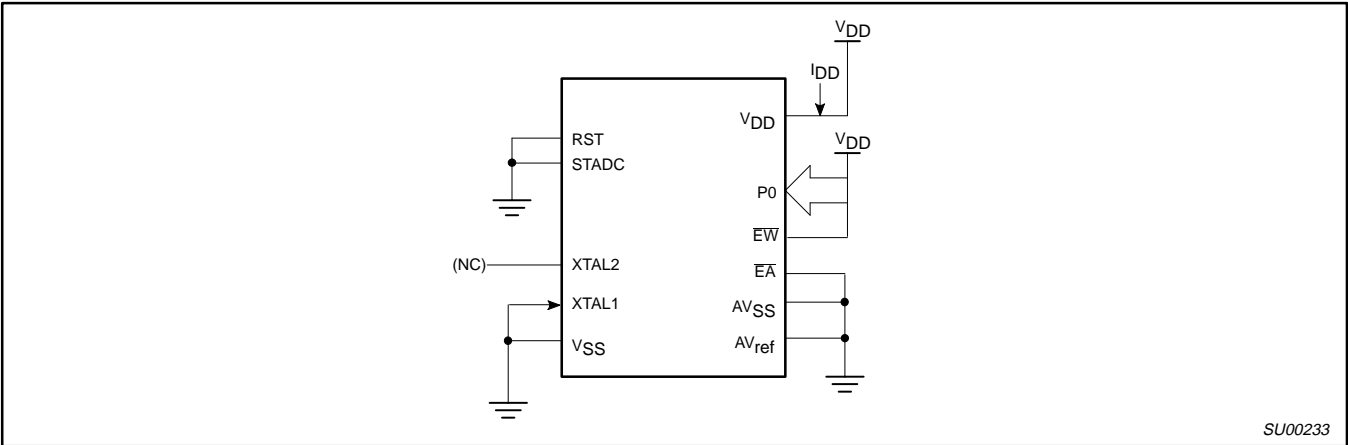 VDD
IDD
VDD
RST
STADC
VDD
P0
EW
(NC)
XTAL2
EA
XTAL1
AVSS
VSS
AVref
SU00233